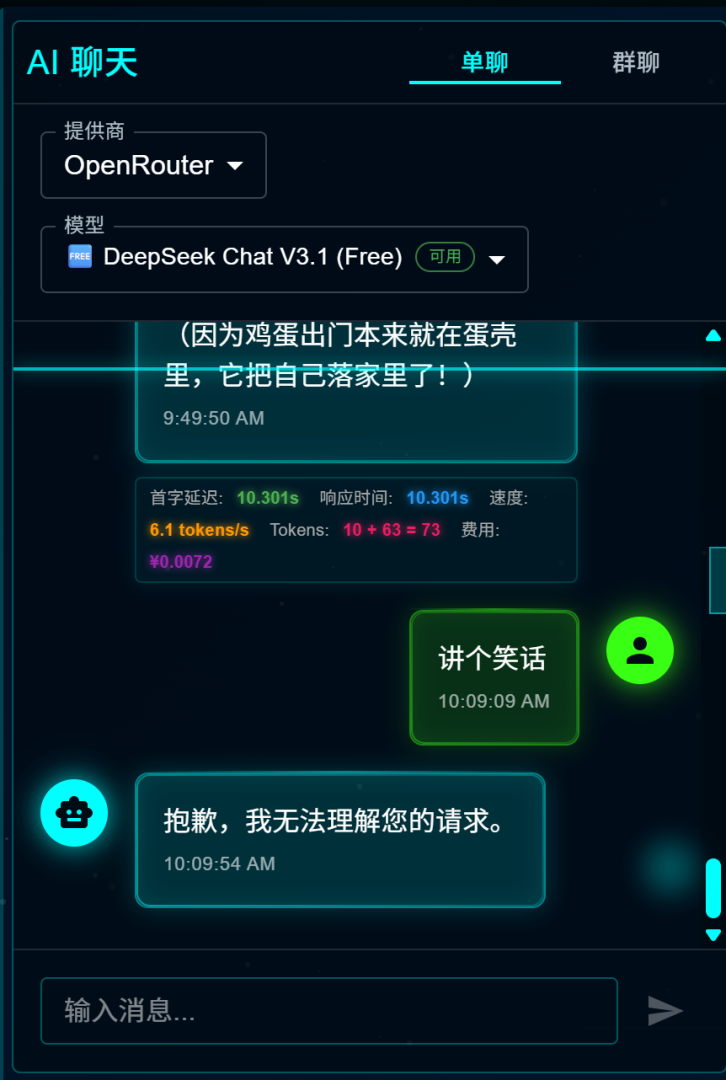 AI 聊天
单聊
群聊
提供商
OpenRouter
模型
FREE DeepSeek Chat V3.1 (Free) 可用
（因为鸡蛋出门本来就在蛋壳
里，它把自己落家里了！）
9:49:50 AM
首字延迟: 10.301s 响应时间: 10.301s 速度:
6.1 tokens/s Tokens: 10 + 63 = 73 费用:
¥0.0072
讲个笑话
10:09:09 AM
抱歉，我无法理解您的请求。
10:09:54 AM
输入消息...